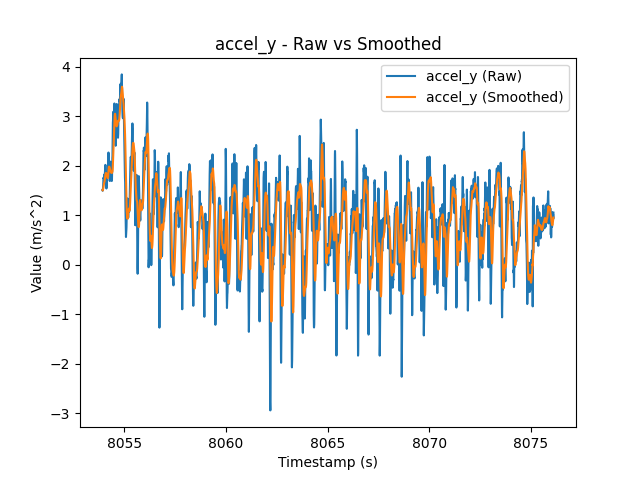 accel_y - Raw vs Smoothed
accel_y (Raw)
accel_y (Smoothed)
Value (m/s^2)
4
3
2
1
0
−1
−2
−3
8055 8060 8065 8070 8075
Timestamp (s)